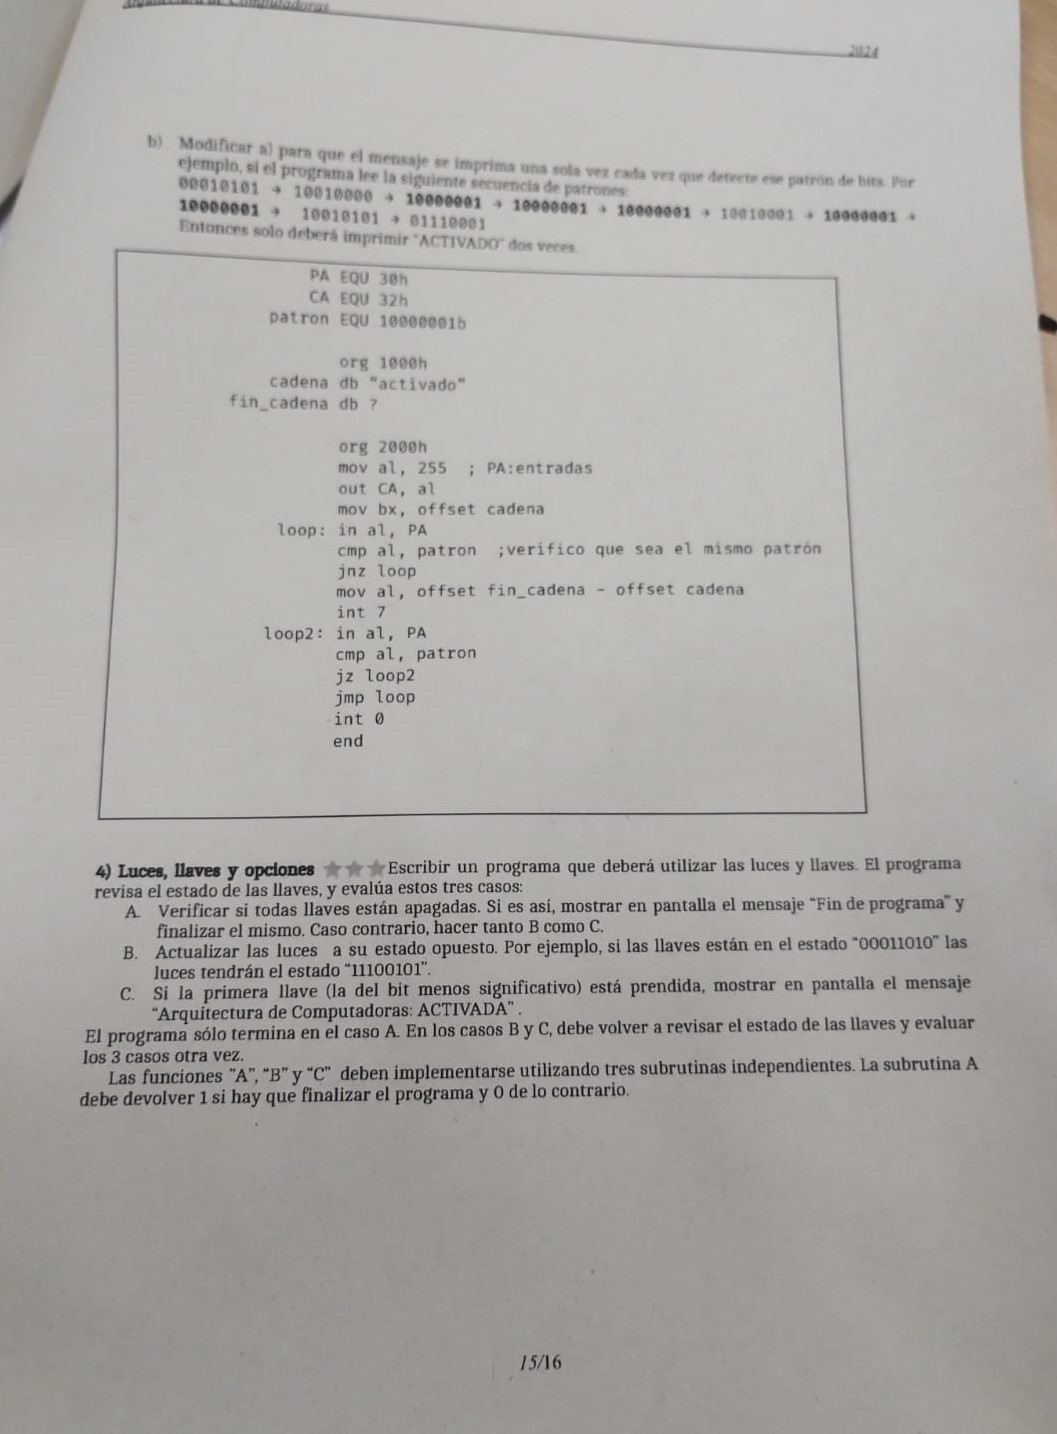 Arquitectura de Computadoras
2024
b) Modificar a) para que el mensaje se imprima una sola vez cada vez que detecte ese patrón de bits. Por
ejemplo, si el programa lee la siguiente secuencia de patrones:
00010101 → 10010000 → 10000001 → 10000001 → 10000001 → 10010001 → 10000001 →
10000001 → 10010101 → 01110001
Entonces solo deberá imprimir "ACTIVADO" dos veces.
PA EQU 30h
CA EQU 32h
patron EQU 10000001b
org 1000h
cadena db "activado"
fin_cadena db ?
org 2000h
mov al, 255 ; PA:entradas
out CA, al
mov bx, offset cadena
loop: in al, PA
cmp al, patron ;verifico que sea el mismo patrón
jnz loop
mov al, offset fin_cadena - offset cadena
int 7
loop2: in al, PA
cmp al, patron
jz loop2
jmp loop
int 0
end
4) Luces, llaves y opciones ★★★Escribir un programa que deberá utilizar las luces y llaves. El programa
revisa el estado de las llaves, y evalúa estos tres casos:
A. Verificar si todas llaves están apagadas. Si es así, mostrar en pantalla el mensaje "Fin de programa" y
finalizar el mismo. Caso contrario, hacer tanto B como C.
B. Actualizar las luces a su estado opuesto. Por ejemplo, si las llaves están en el estado "00011010" las
luces tendrán el estado "11100101".
C. Si la primera llave (la del bit menos significativo) está prendida, mostrar en pantalla el mensaje
"Arquitectura de Computadoras: ACTIVADA".
El programa sólo termina en el caso A. En los casos B y C, debe volver a revisar el estado de las llaves y evaluar
los 3 casos otra vez.
Las funciones "A", "B" y "C" deben implementarse utilizando tres subrutinas independientes. La subrutina A
debe devolver 1 si hay que finalizar el programa y 0 de lo contrario.
15/16